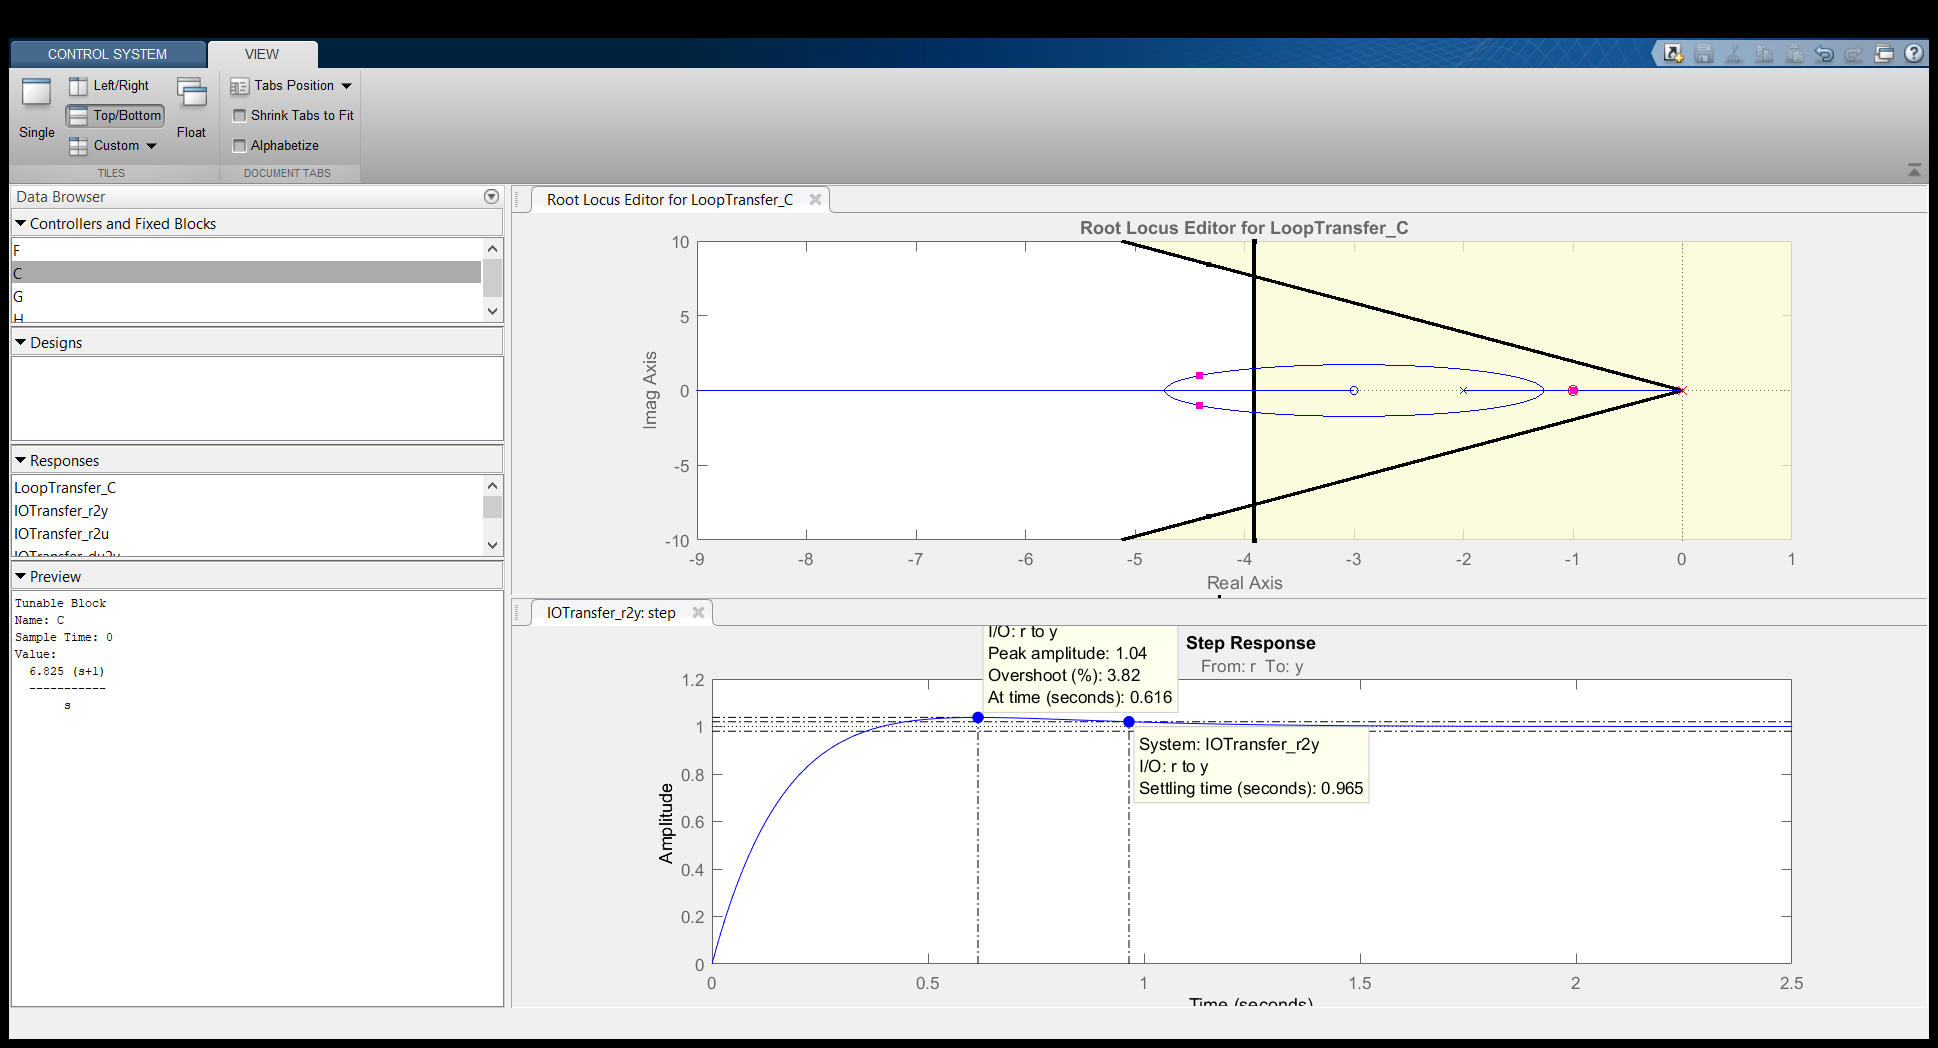 CONTROL SYSTEM
VIEW
Single
Left/Right
Top/Bottom
Custom
Float
TILES
Tabs Position
Shrink Tabs to Fit
Alphabetize
DOCUMENT TABS
Data Browser
Controllers and Fixed Blocks
F
C
G
H
Designs
Responses
LoopTransfer_C
IOTransfer_r2y
IOTransfer_r2u
IOTransfer_du2y
Preview
Tunable Block
Name: C
Sample Time: 0
Value:
6.825 (s+1)
-----------
s
Root Locus Editor for LoopTransfer_C
Root Locus Editor for LoopTransfer_C
10
5
0
-5
-10
Imag Axis
-9 -8 -7 -6 -5 -4 -3 -2 -1 0 1
Real Axis
IOTransfer_r2y: step
Step Response
From: r To: y
I/O: r to y
Peak amplitude: 1.04
Overshoot (%): 3.82
At time (seconds): 0.616
System: IOTransfer_r2y
I/O: r to y
Settling time (seconds): 0.965
1.2
1
0.8
0.6
0.4
0.2
0
Amplitude
0 0.5 1 1.5 2 2.5
Time (seconds)